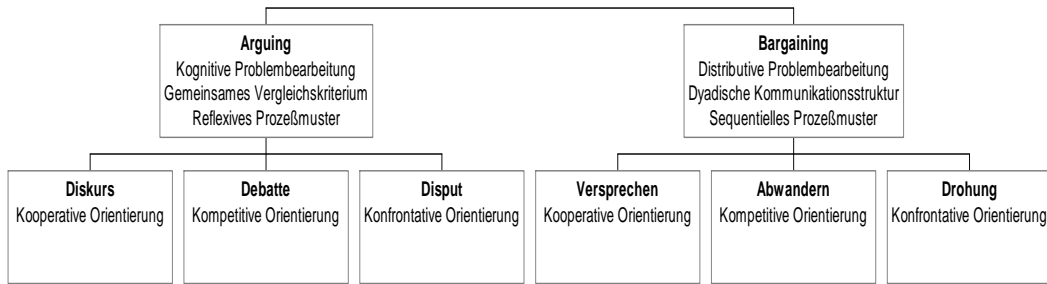 Arguing
Kognitive Problembearbeitung
Gemeinsames Vergleichskriterium
Reflexives Prozeßmuster
Bargaining
Distributive Problembearbeitung
Dyadische Kommunikationsstruktur
Sequentielles Prozeßmuster
Diskurs
Kooperative Orientierung
Debatte
Kompetitive Orientierung
Disput
Konfrontative Orientierung
Versprechen
Kooperative Orientierung
Abwandern
Kompetitive Orientierung
Drohung
Konfrontative Orientierung